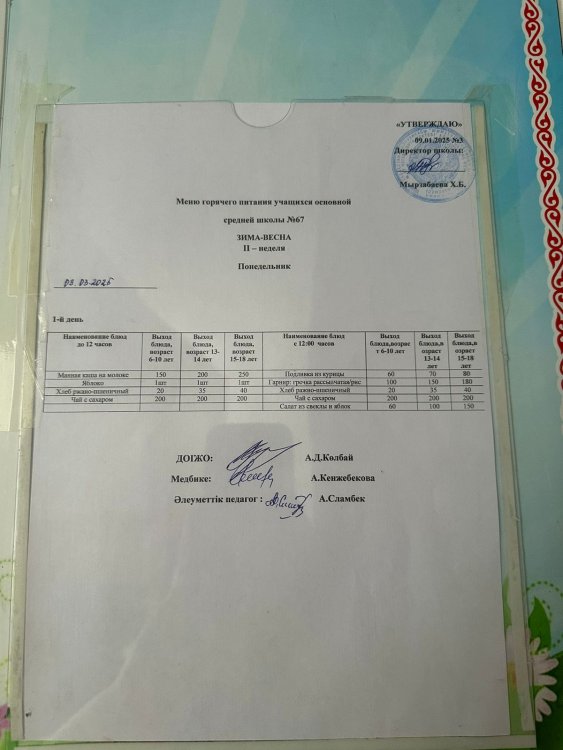 «УТВЕРЖДАЮ»
09.01.2025 №3
Директор школы:
Мырзабаева Х.Б.
Меню горячего питания учащихся основной
средней школы №67
ЗИМА-ВЕСНА
II – неделя
Понедельник
03.03-2025
1-й день
Наименование блюд до 12 часов | Выход блюда, возраст 6-10 лет | Выход блюда, возраст 13-14 лет | Выход блюда, возраст 15-18 лет | Наименование блюд с 12:00 часов | Выход блюда,возраст 6-10 лет | Выход блюда,возраст 13-14 лет | Выход блюда,возраст 15-18 лет
Манная каша на молоке | 150 | 200 | 250 | Подливка из курицы | 60 | 70 | 80
Яблоко | 1шт | 1шт | 1шт | Гарнир: гречка рассыпчатая/рис | 100 | 150 | 180
Хлеб ржано-пшеничный | 20 | 35 | 40 | Хлеб ржано-пшеничный | 20 | 35 | 40
Чай с сахаром | 200 | 200 | 200 | Чай с сахаром | 200 | 200 | 200
Салат из свеклы и яблок | 60 | 100 | 150
ДОІЖО: А.Д.Колбай
Медбике: А.Кенжебекова
Әлеуметтік педагог : А.Сламбек